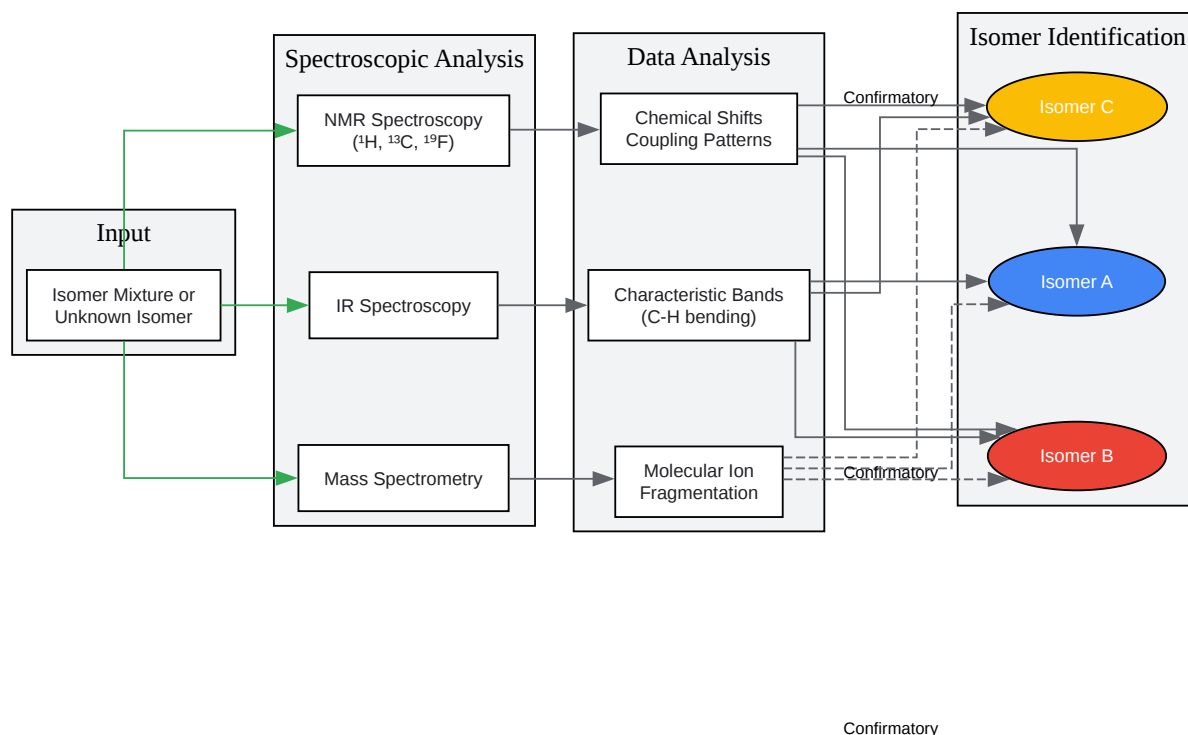 Input
Isomer Mixture or
Unknown Isomer
Spectroscopic Analysis
NMR Spectroscopy
(¹H, ¹³C, ¹⁹F)
IR Spectroscopy
Mass Spectrometry
Data Analysis
Chemical Shifts
Coupling Patterns
Characteristic Bands
(C-H bending)
Molecular Ion
Fragmentation
Confirmatory
Confirmatory
Confirmatory
Isomer Identification
Isomer C
Isomer A
Isomer B